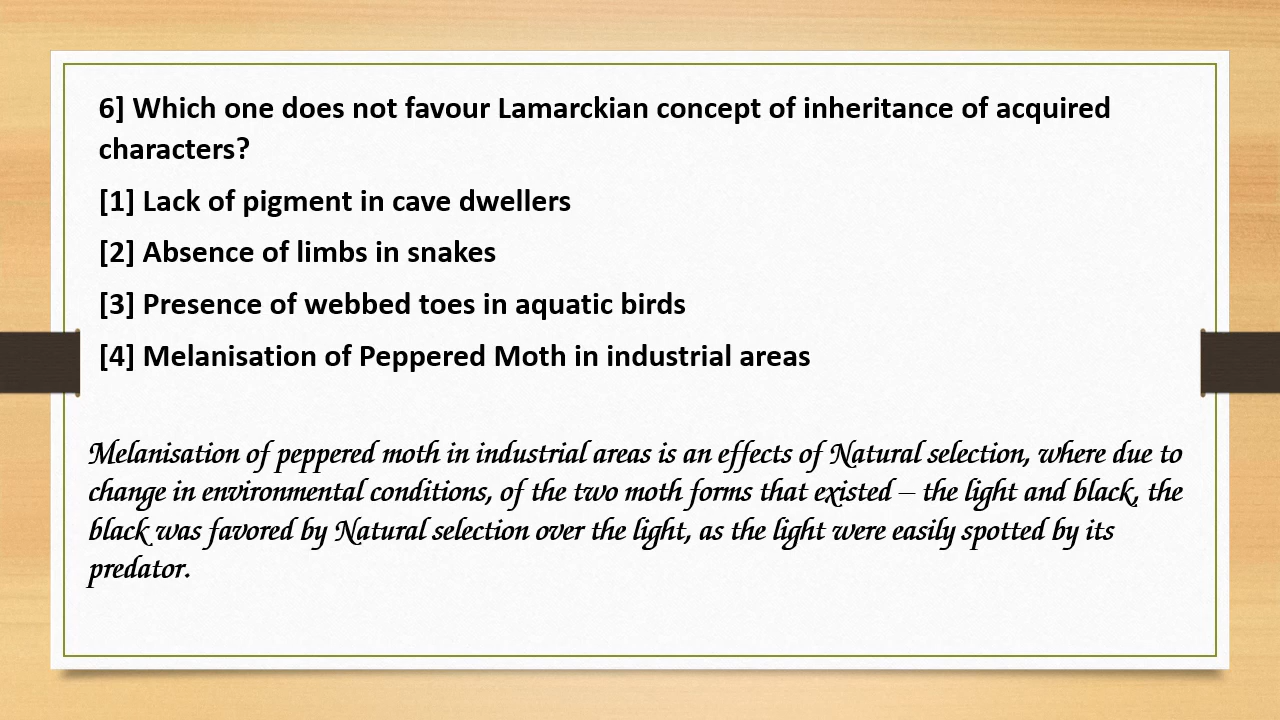 6] Which one does not favour Lamarckian concept of inheritance of acquired
characters?
[1] Lack of pigment in cave dwellers
[2] Absence of limbs in snakes
[3] Presence of webbed toes in aquatic birds
[4] Melanisation of Peppered Moth in industrial areas
Melanisation of peppered moth in industrial areas is an effects of Natural selection, where due to
change in environmental conditions, of the two moth forms that existed – the light and black, the
black was favored by Natural selection over the light, as the light were easily spotted by its
predator.